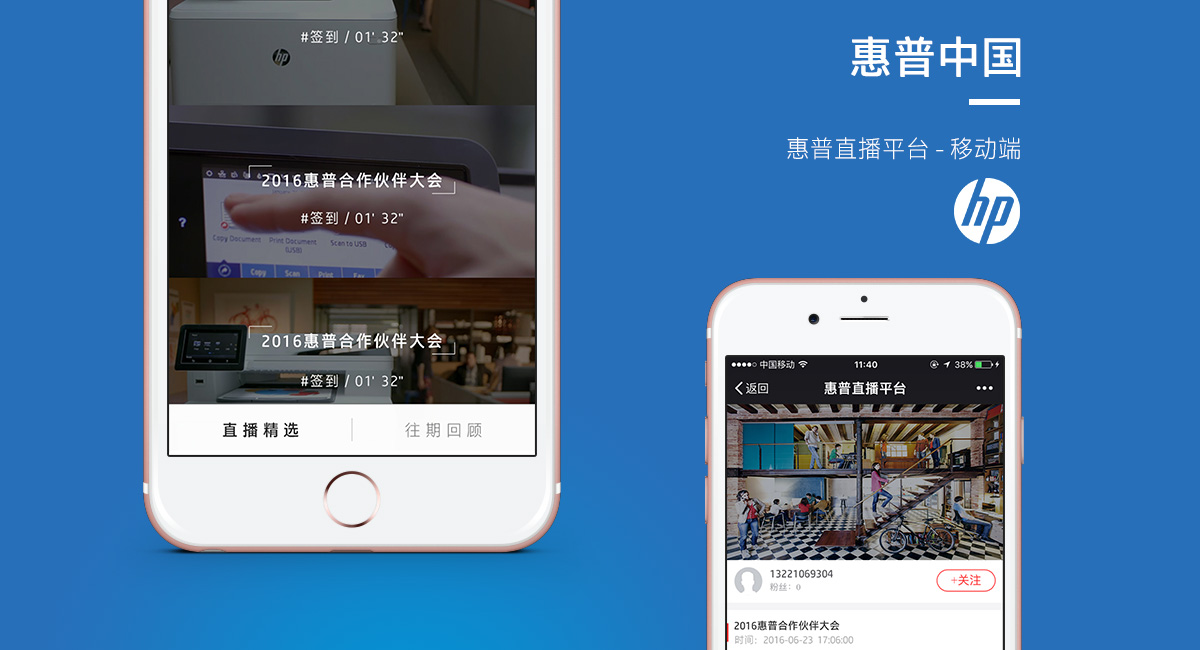 惠普中国
惠普直播平台 - 移动端
hp
#签到 / 01' 32"
hp
2016惠普合作伙伴大会
#签到 / 01' 32"
?
Copy Document
Print Document
(USB)
Scan to USB
Copy
Scan
Print
2016惠普合作伙伴大会
#签到 / 01' 32"
直播精选
往期回顾
中国移动
11:40
38%
返回
惠普直播平台
13221069304
粉丝: 0
+关注
2016惠普合作伙伴大会
时间: 2016-06-23 17:06:00